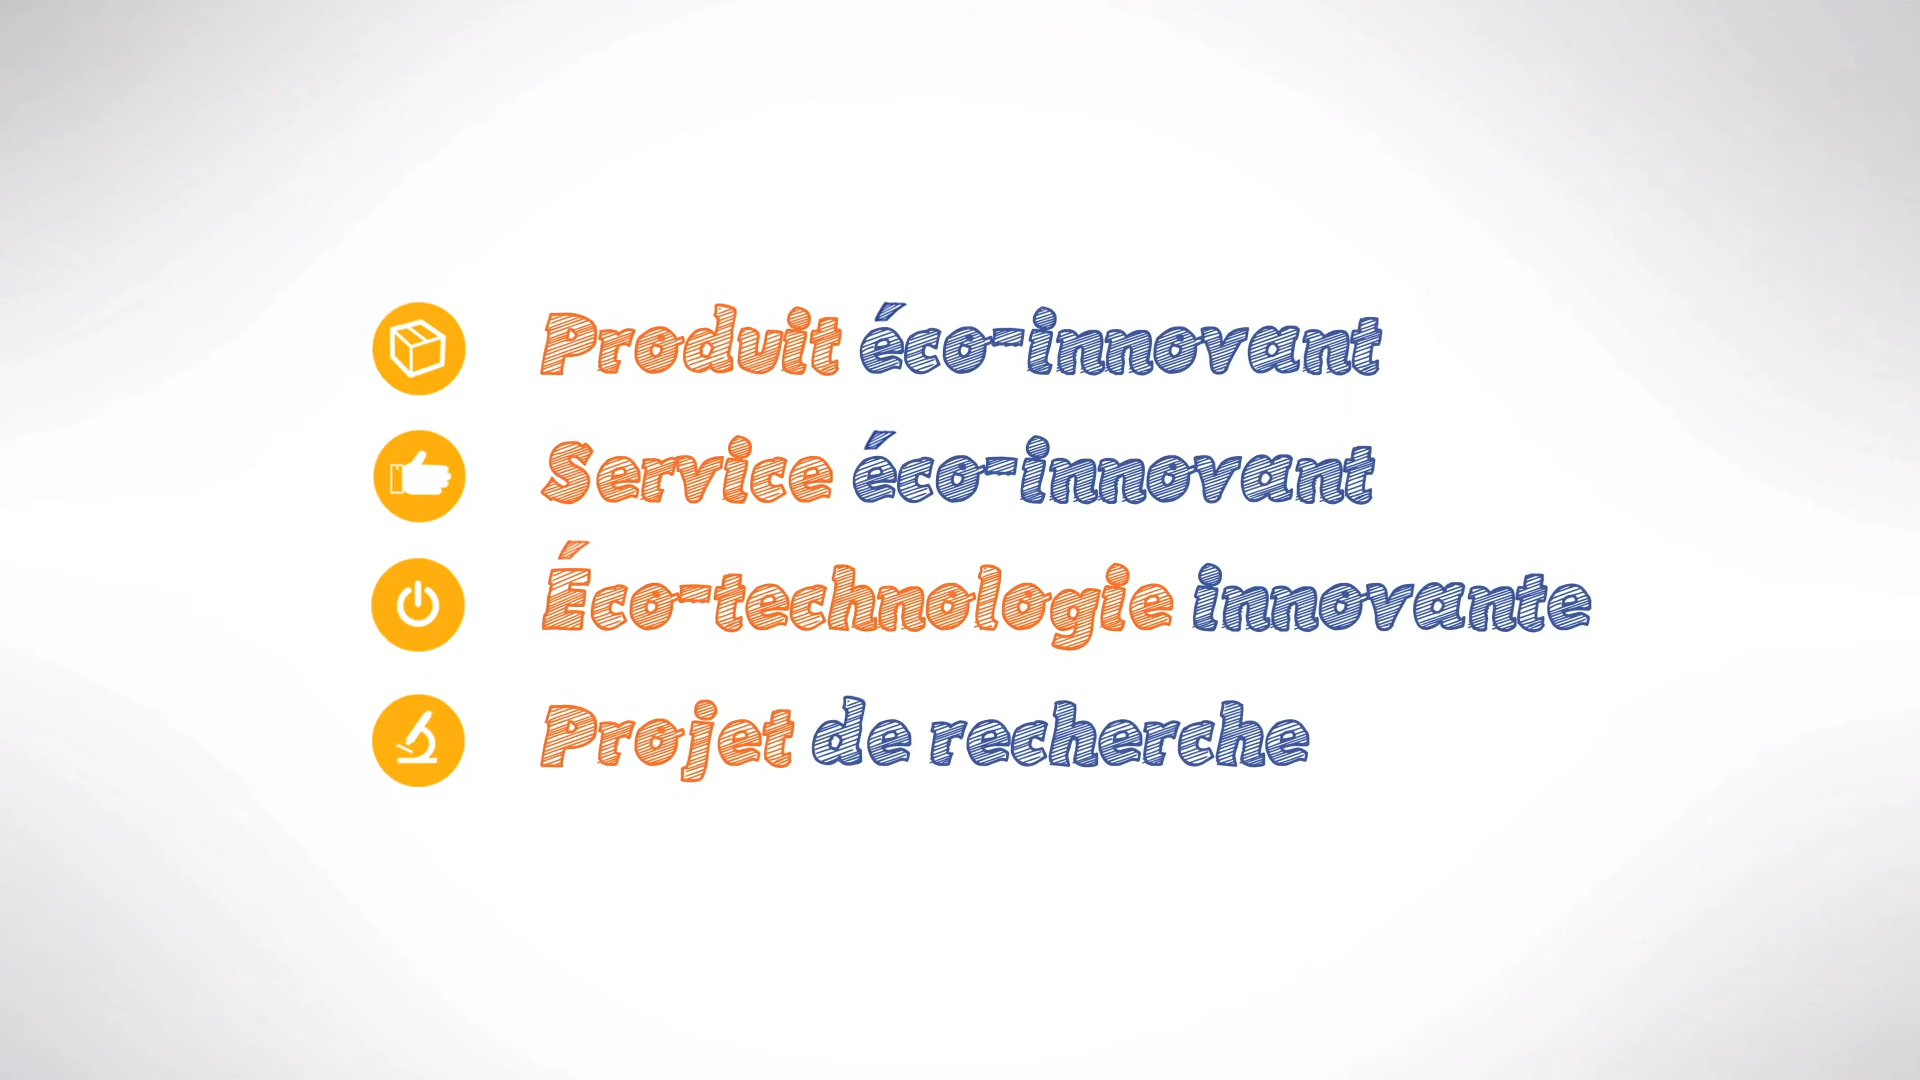 Produit éco-innovant
Service éco-innovant
Éco-technologie innovante
Projet de recherche